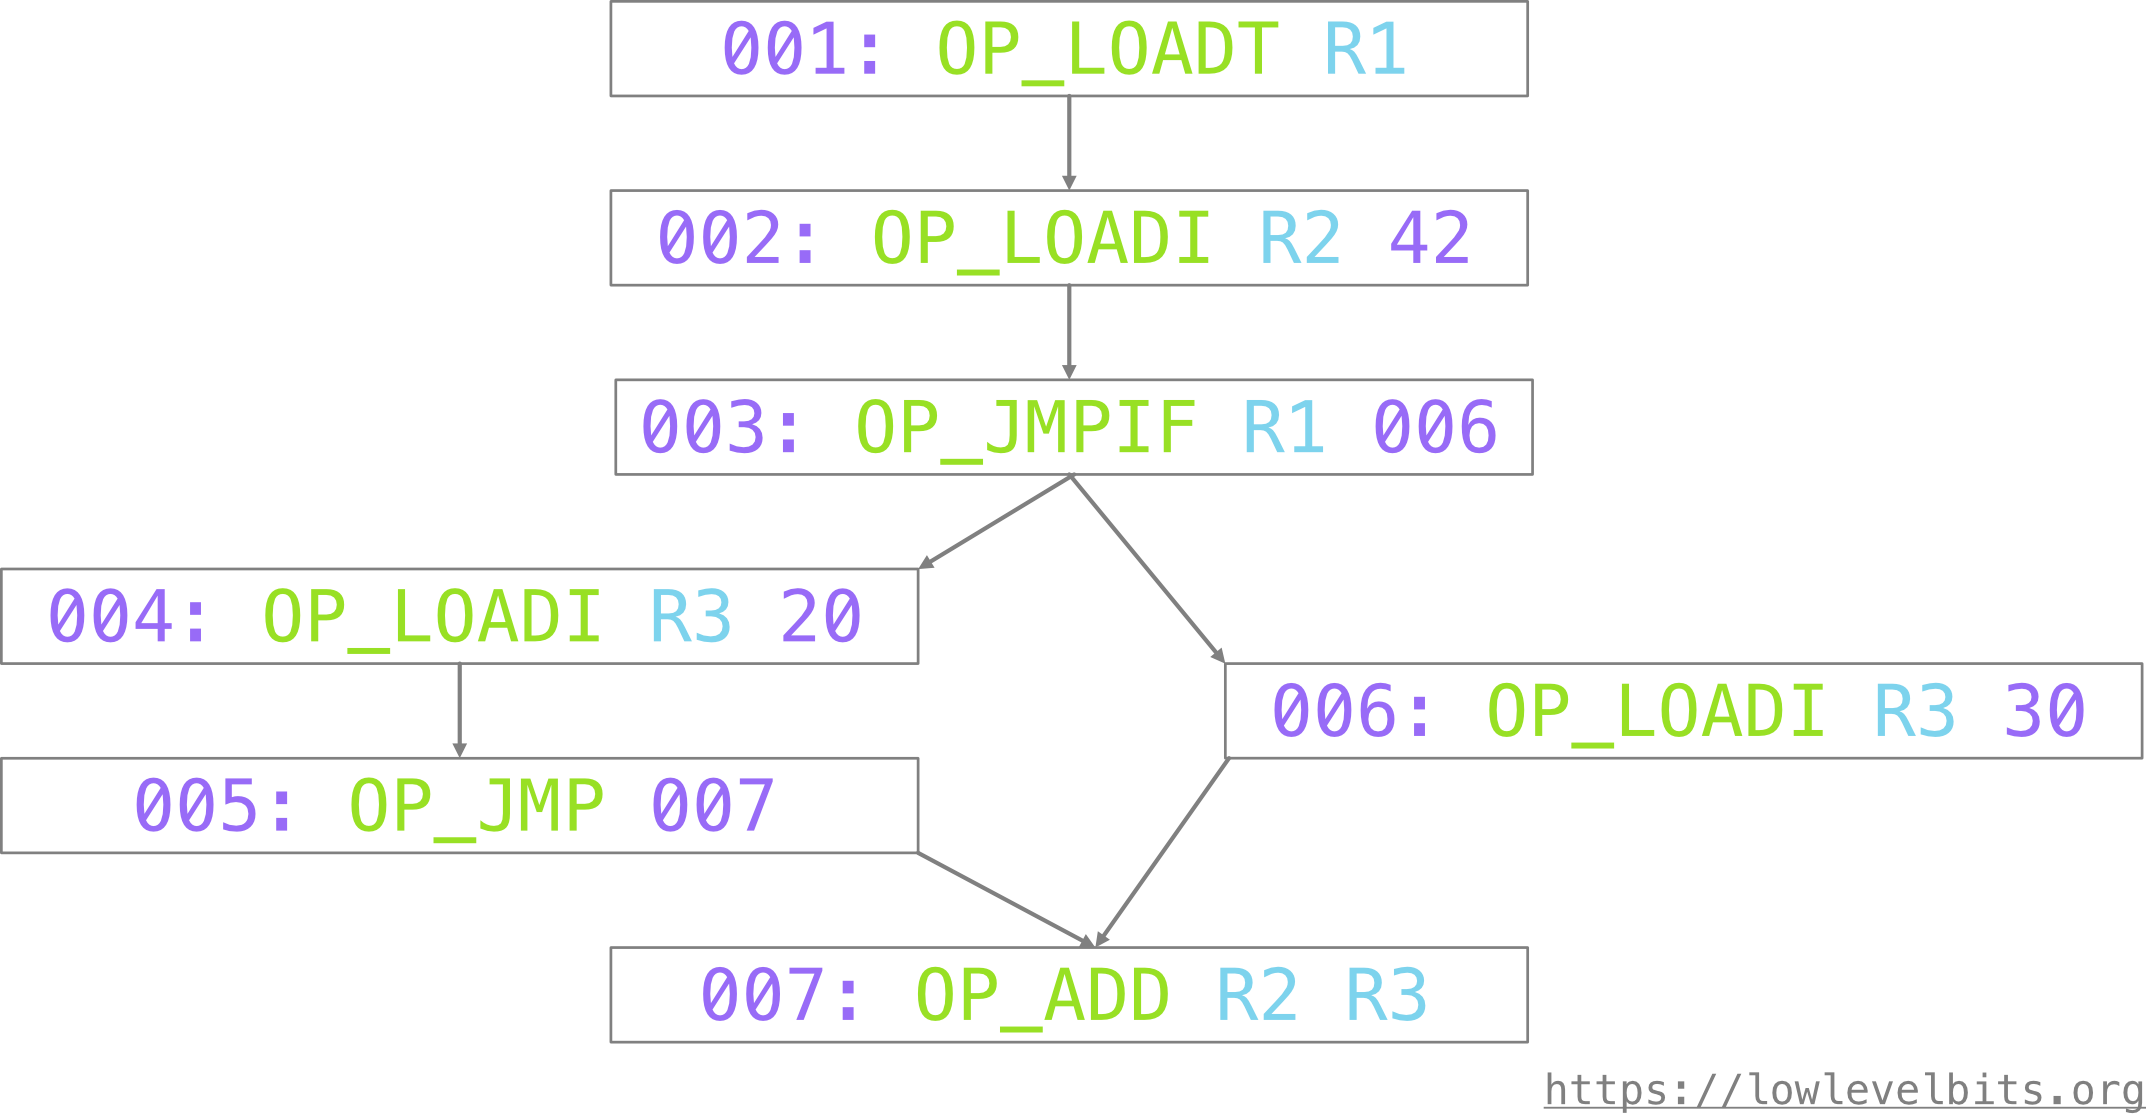 001: OP_LOADT R1
002: OP_LOADI R2 42
003: OP_JMPIF R1 006
004: OP_LOADI R3 20
006: OP_LOADI R3 30
005: OP_JMP 007
007: OP_ADD R2 R3
https://lowlevelbits.org